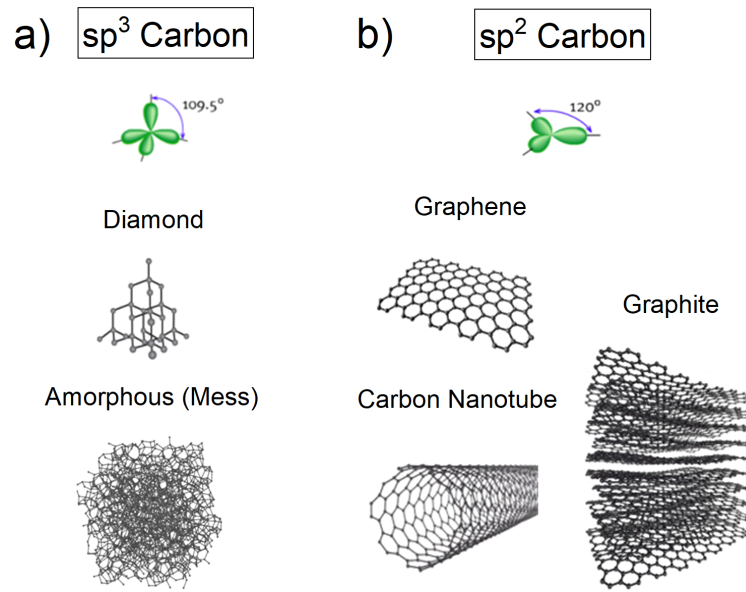 a)
sp³ Carbon
109.5°
Diamond
Amorphous (Mess)
b)
sp² Carbon
120°
Graphene
Graphite
Carbon Nanotube